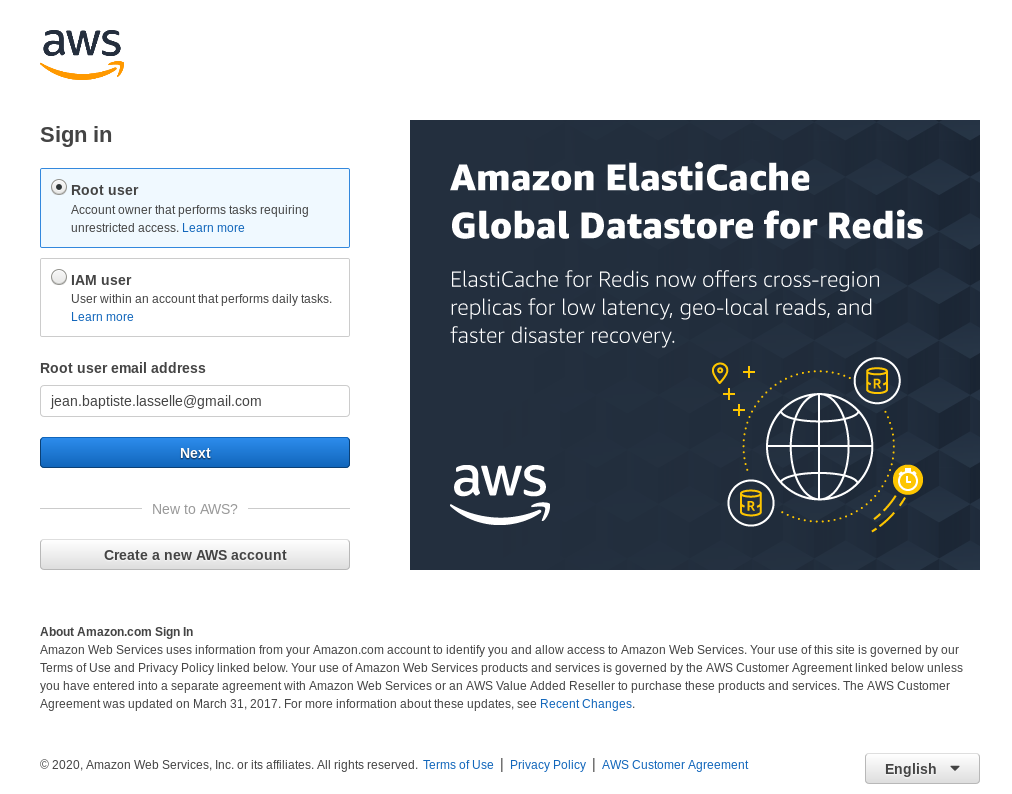 aws
Sign in
Root user
Account owner that performs tasks requiring
unrestricted access. Learn more
IAM user
User within an account that performs daily tasks.
Learn more
Root user email address
jean.baptiste.lasselle@gmail.com
Next
New to AWS?
Create a new AWS account
Amazon ElastiCache
Global Datastore for Redis
ElastiCache for Redis now offers cross-region
replicas for low latency, geo-local reads, and
faster disaster recovery.
R
R
aws
About Amazon.com Sign In
Amazon Web Services uses information from your Amazon.com account to identify you and allow access to Amazon Web Services. Your use of this site is governed by our
Terms of Use and Privacy Policy linked below. Your use of Amazon Web Services products and services is governed by the AWS Customer Agreement linked below unless
you have entered into a separate agreement with Amazon Web Services or an AWS Value Added Reseller to purchase these products and services. The AWS Customer
Agreement was updated on March 31, 2017. For more information about these updates, see Recent Changes.
© 2020, Amazon Web Services, Inc. or its affiliates. All rights reserved. Terms of Use | Privacy Policy | AWS Customer Agreement
English